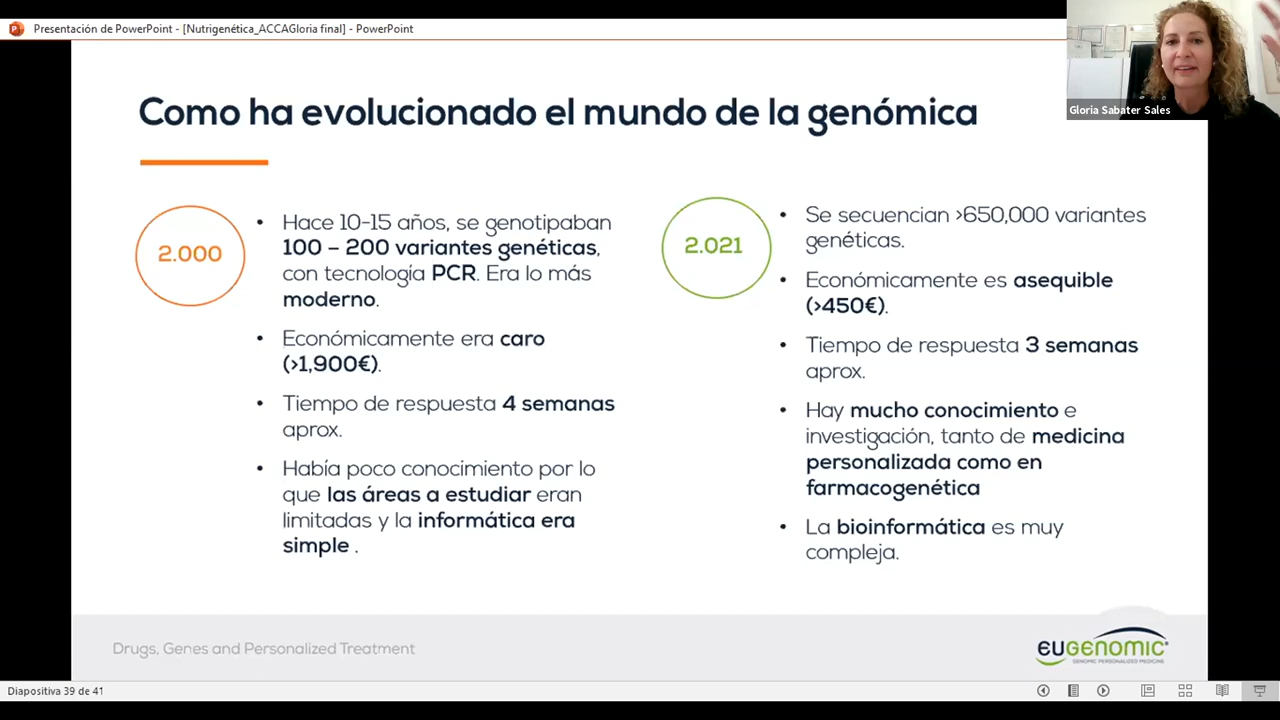 Presentación de PowerPoint - [Nutrigenética_ACCAGloria final] - PowerPoint
Gloria Sabater Sales
Como ha evolucionado el mundo de la genómica
2.000
• Hace 10-15 años, se genotipaban
100 – 200 variantes genéticas,
con tecnología PCR. Era lo más
moderno.
• Económicamente era caro
(>1,900€).
• Tiempo de respuesta 4 semanas
aprox.
• Había poco conocimiento por lo
que las áreas a estudiar eran
limitadas y la informática era
simple .
2.021
• Se secuencian >650,000 variantes
genéticas.
• Económicamente es asequible
(>450€).
• Tiempo de respuesta 3 semanas
aprox.
• Hay mucho conocimiento e
investigación, tanto de medicina
personalizada como en
farmacogenética
• La bioinformática es muy
compleja.
Drugs, Genes and Personalized Treatment
EUGENOMIC®
GENOMIC PERSONALIZED MEDICINE
Diapositiva 39 de 41